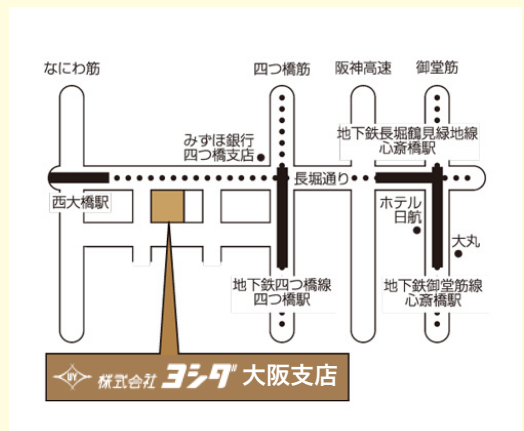 なにわ筋
四つ橋筋
阪神高速
御堂筋
みずほ銀行
四つ橋支店
地下鉄長堀鶴見緑地線
心斎橋駅
長堀通り
西大橋駅
ホテル
日航
大丸
地下鉄四つ橋線
四つ橋駅
地下鉄御堂筋線
心斎橋駅
UY 株式会社 ヨシダ 大阪支店